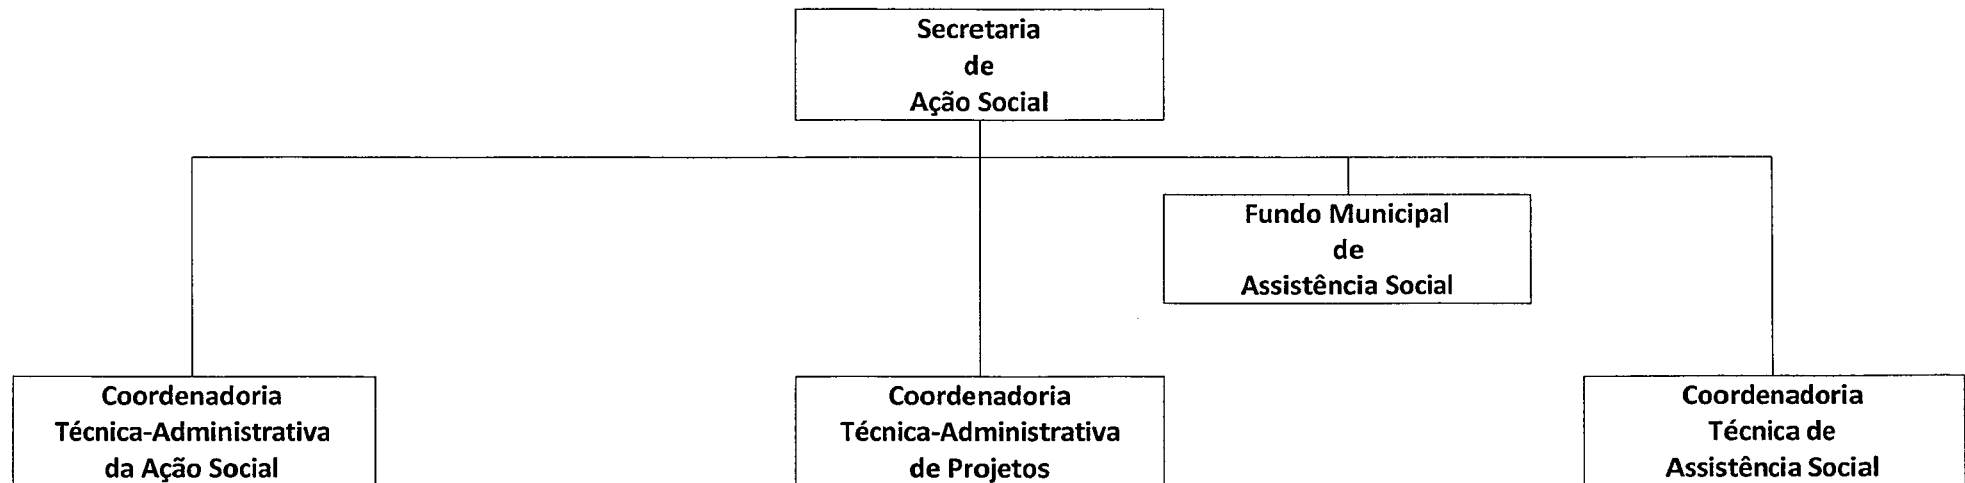 Secretaria
de
Ação Social
Fundo Municipal
de
Assistência Social
Coordenadoria
Técnica-Administrativa
da Ação Social
Coordenadoria
Técnica-Administrativa
de Projetos
Coordenadoria
Técnica de
Assistência Social